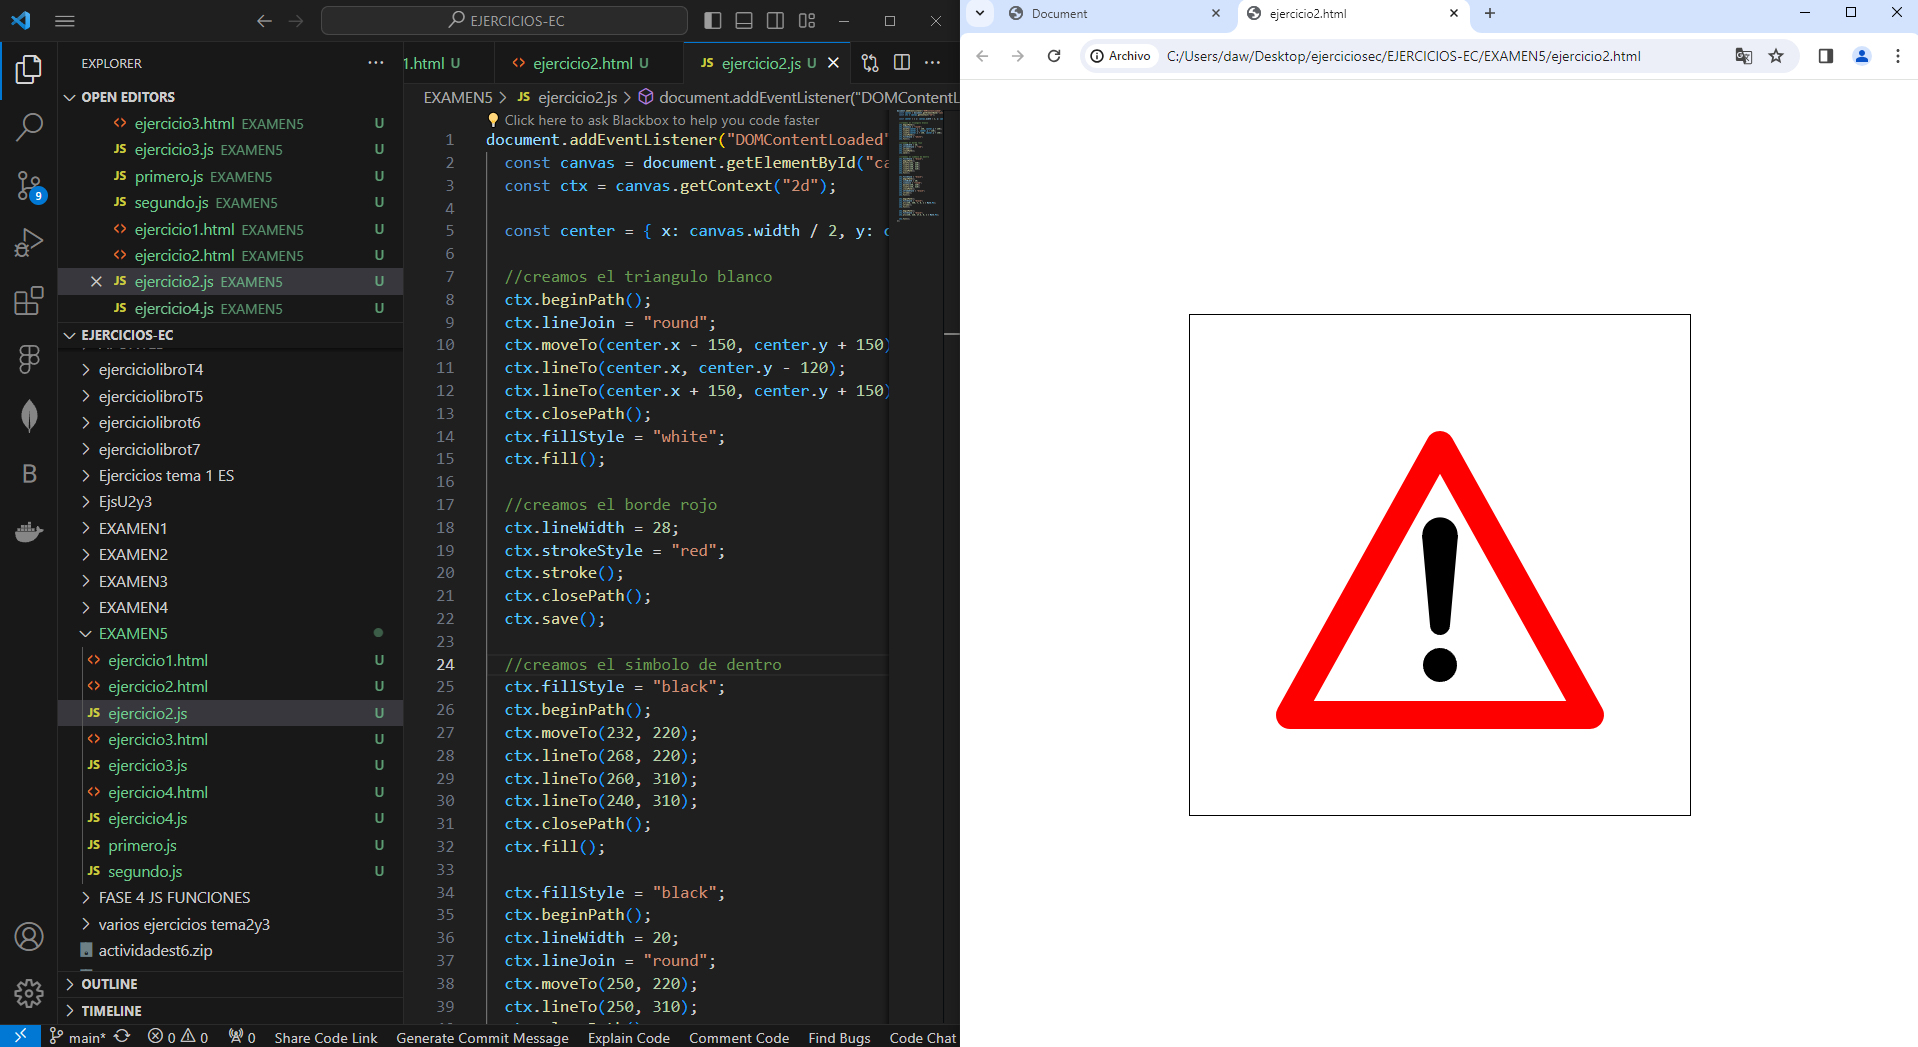 EJERCICIOS-EC
EXPLORER
OPEN EDITORS
ejercicio3.html EXAMEN5 U
ejercicio3.js EXAMEN5 U
primero.js EXAMEN5 U
segundo.js EXAMEN5 U
ejercicio1.html EXAMEN5 U
ejercicio2.html EXAMEN5 U
ejercicio2.js EXAMEN5 U
ejercicio4.js EXAMEN5 U
EJERCICIOS-EC
ejerciciolibroT4
ejerciciolibroT5
ejerciciolibrot6
ejerciciolibrot7
Ejercicios tema 1 ES
EjsU2y3
EXAMEN1
EXAMEN2
EXAMEN3
EXAMEN4
EXAMEN5
ejercicio1.html U
ejercicio2.html U
ejercicio2.js U
ejercicio3.html U
ejercicio3.js U
ejercicio4.html U
ejercicio4.js U
primero.js U
segundo.js U
FASE 4 JS FUNCIONES
varios ejercicios tema2y3
actividadest6.zip
OUTLINE
TIMELINE
1.html U ejercicio2.html U JS ejercicio2.js U
EXAMEN5 > JS ejercicio2.js > document.addEventListener("DOMContentL
Click here to ask Blackbox to help you code faster
1 document.addEventListener("DOMContentLoaded"
2 const canvas = document.getElementById("ca
3 const ctx = canvas.getContext("2d");
4
5 const center = { x: canvas.width / 2, y: c
6
7 //creamos el triangulo blanco
8 ctx.beginPath();
9 ctx.lineJoin = "round";
10 ctx.moveTo(center.x - 150, center.y + 150)
11 ctx.lineTo(center.x, center.y - 120);
12 ctx.lineTo(center.x + 150, center.y + 150)
13 ctx.closePath();
14 ctx.fillStyle = "white";
15 ctx.fill();
16
17 //creamos el borde rojo
18 ctx.lineWidth = 28;
19 ctx.strokeStyle = "red";
20 ctx.stroke();
21 ctx.closePath();
22 ctx.save();
23
24 //creamos el simbolo de dentro
25 ctx.fillStyle = "black";
26 ctx.beginPath();
27 ctx.moveTo(232, 220);
28 ctx.lineTo(268, 220);
29 ctx.lineTo(260, 310);
30 ctx.lineTo(240, 310);
31 ctx.closePath();
32 ctx.fill();
33
34 ctx.fillStyle = "black";
35 ctx.beginPath();
36 ctx.lineWidth = 20;
37 ctx.lineJoin = "round";
38 ctx.moveTo(250, 220);
39 ctx.lineTo(250, 310);
main* 0 0 0 Share Code Link Generate Commit Message Explain Code Comment Code Find Bugs Code Chat
9
B
Document ejercicio2.html
Archivo C:/Users/daw/Desktop/ejerciciosec/EJERCICIOS-EC/EXAMEN5/ejercicio2.html
!